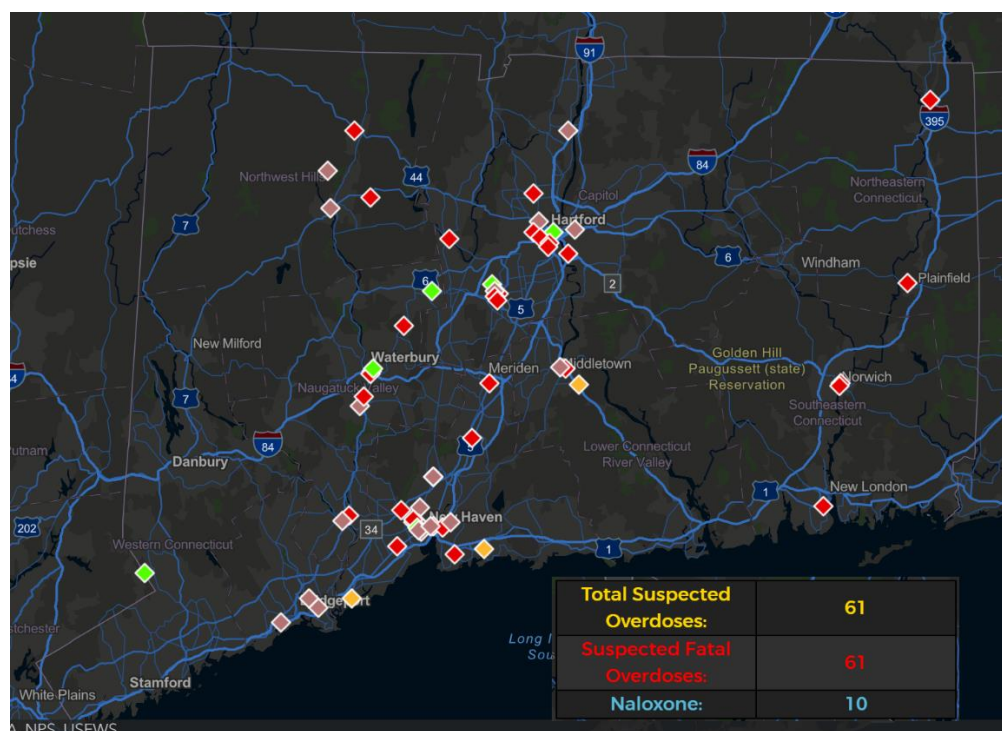 91
395
84
Northwest Hills
44
Capitol
Northeastern
Connecticut
7
Hartford
6
Windham
Plainfield
6
2
5
New Milford
Waterbury
Meriden
Middletown
Golden Hill
Paugussett (state)
Reservation
Norwich
Naugatuck Valley
7
Southeastern
Connecticut
84
Danbury
Lower Connecticut
River Valley
1
New London
202
34
New Haven
Western Connecticut
1
Bridgeport
Stamford
White Plains
Total Suspected
Overdoses:
61
Suspected Fatal
Overdoses:
61
Naloxone:
10